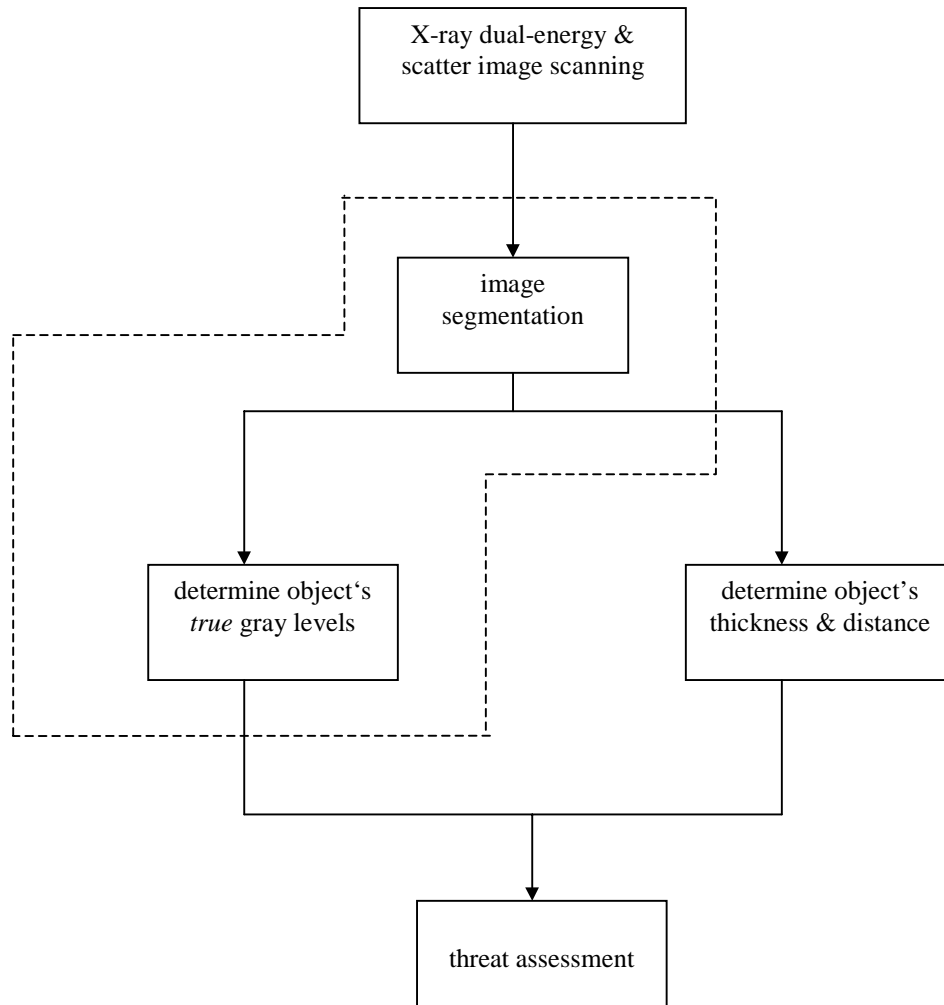 X-ray dual-energy &
scatter image scanning
image
segmentation
determine object‘s
true gray levels
determine object’s
thickness & distance
threat assessment